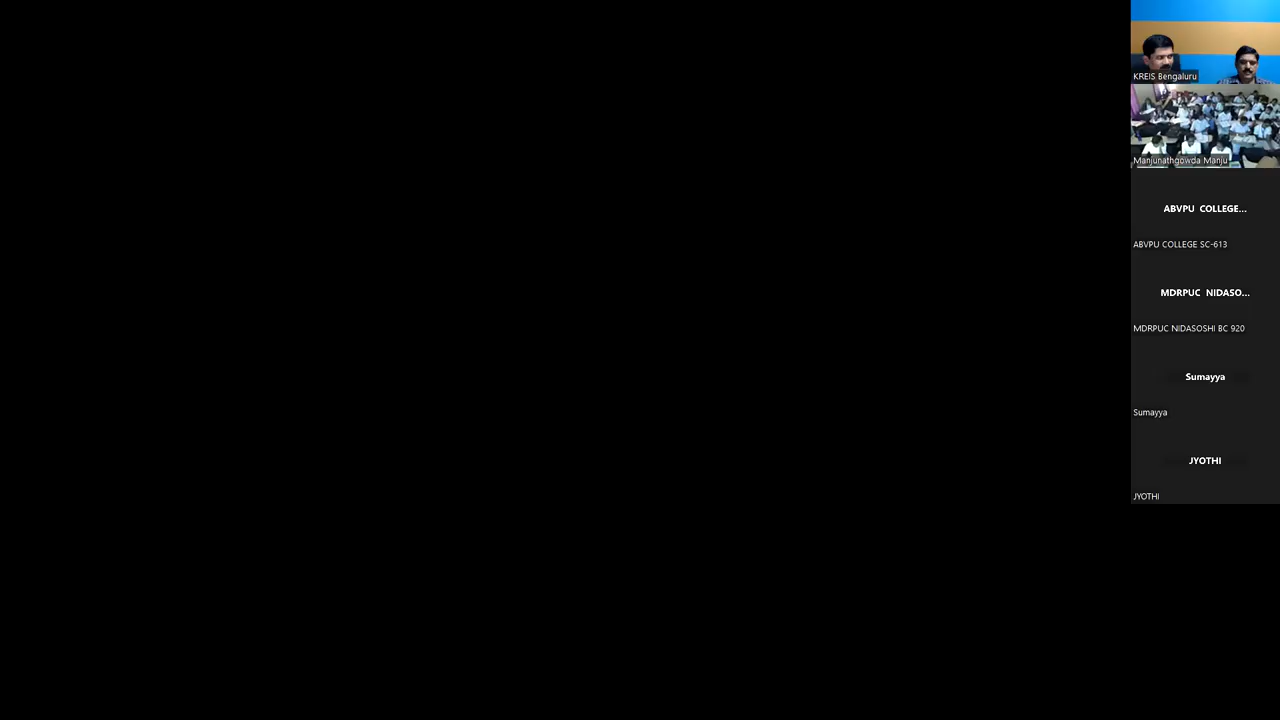 KREIS Bengaluru
Manjunathgowda Manju
ABVPU COLLEGE...
ABVPU COLLEGE SC-613
MDRPUC NIDASO...
MDRPUC NIDASOSHI BC 920
Sumayya
Sumayya
JYOTHI
JYOTHI